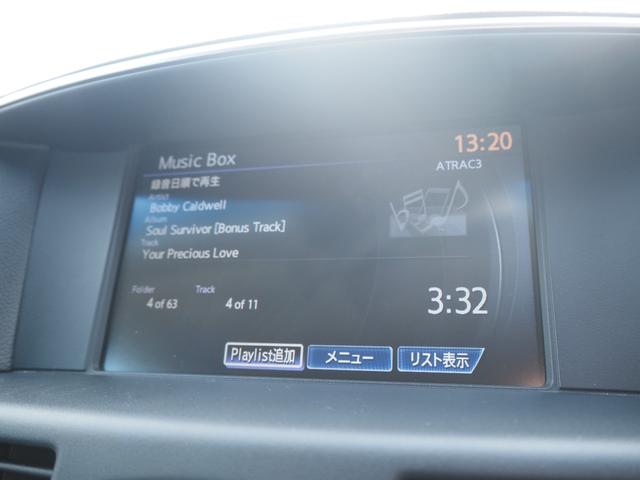 Music Box
13:20
ATRAC3
録音日順で再生
Artist
Bobby Caldwell
Album
Soul Survivor [Bonus Track]
Track
Your Precious Love
Folder Track
4 of 63 4 of 11
3:32
Playlist追加 メニュー リスト表示